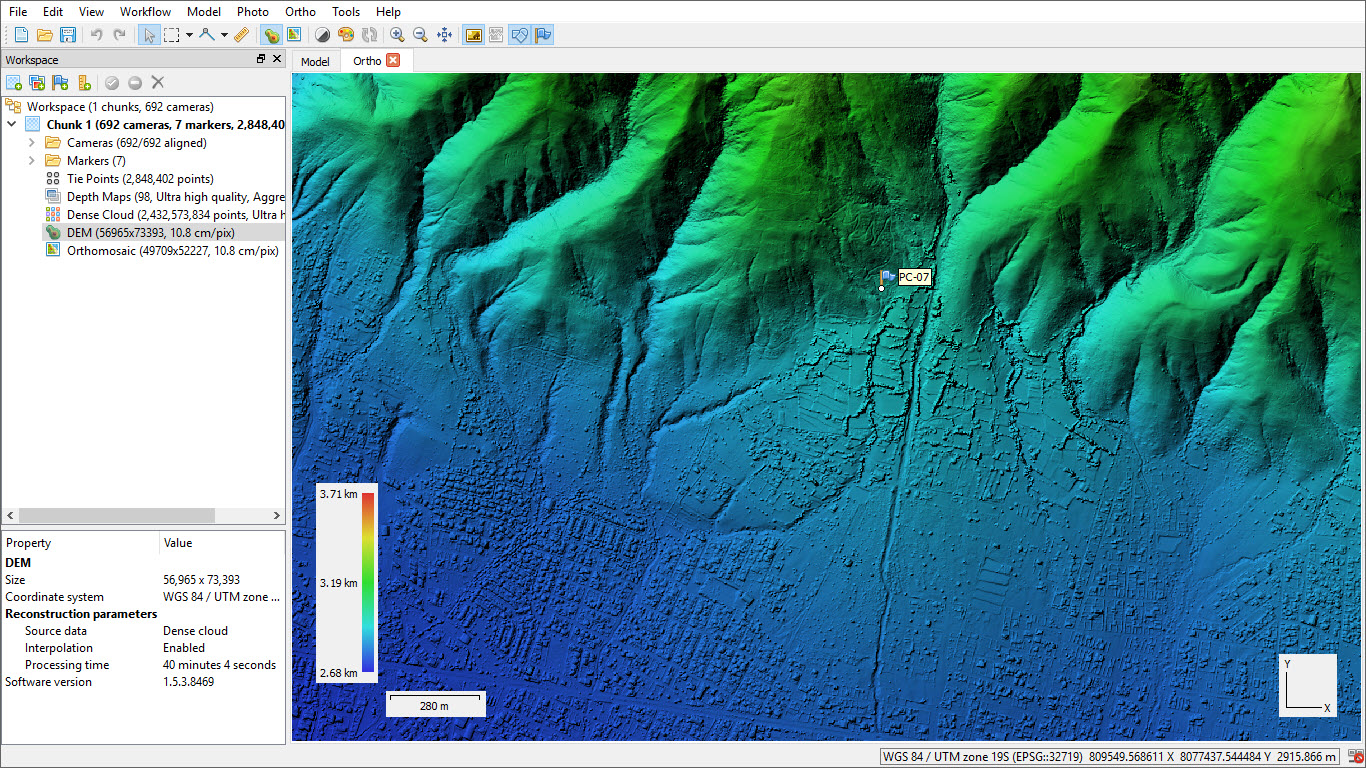 File Edit View Workflow Model Photo Ortho Tools Help
Workspace
Model Ortho
Workspace (1 chunks, 692 cameras)
Chunk 1 (692 cameras, 7 markers, 2,848,40
Cameras (692/692 aligned)
Markers (7)
Tie Points (2,848,402 points)
Depth Maps (98, Ultra high quality, Aggre
Dense Cloud (2,432,573,834 points, Ultra h
DEM (56965x73393, 10.8 cm/pix)
Orthomosaic (49709x52227, 10.8 cm/pix)
PC-07
3.71 km
3.19 km
2.68 km
280 m
Y
X
Property Value
DEM
Size 56,965 x 73,393
Coordinate system WGS 84 / UTM zone ...
Reconstruction parameters
Source data Dense cloud
Interpolation Enabled
Processing time 40 minutes 4 seconds
Software version 1.5.3.8469
WGS 84 / UTM zone 19S (EPSG::32719) 809549.568611 X 8077437.544484 Y 2915.866 m